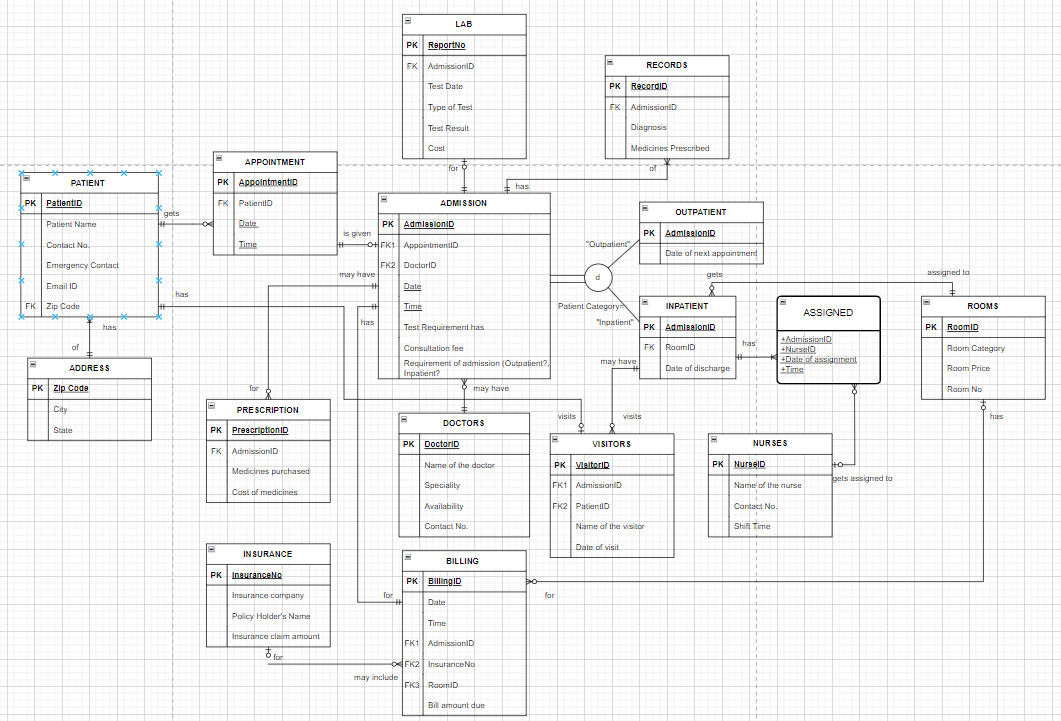 LAB
PK ReportNo
FK AdmissionID
Test Date
Type of Test
Test Result
Cost
for
RECORDS
PK RecordID
FK AdmissionID
Diagnosis
Medicines Prescribed
of
has
APPOINTMENT
PK AppointmentID
FK PatientID
Date
Time
PATIENT
PK PatientID
Patient Name
Contact No.
Emergency Contact
Email ID
FK Zip Code
gets
is given
may have
has
has
has
of
ADMISSION
PK AdmissionID
FK1 AppointmentID
FK2 DoctorID
Date
Time
Test Requirement has
Consultation fee
Requirement of admission (Outpatient?,
Inpatient?
may have
OUTPATIENT
PK AdmissionID
Date of next appointment
"Outpatient"
d
Patient Category=
"Inpatient"
gets
assigned to
INPATIENT
PK AdmissionID
FK RoomID
Date of discharge
has
may have
ASSIGNED
+AdmissionID
+NurseID
+Date of assignment
+Time
ROOMS
PK RoomID
Room Category
Room Price
Room No
has
ADDRESS
PK Zip Code
City
State
for
PRESCRIPTION
PK PrescriptionID
FK AdmissionID
Medicines purchased
Cost of medicines
DOCTORS
PK DoctorID
Name of the doctor
Speciality
Availability
Contact No.
visits
visits
VISITORS
PK VisitorID
FK1 AdmissionID
FK2 PatientID
Name of the visitor
Date of visit
NURSES
PK NurseID
Name of the nurse
Contact No.
Shift Time
gets assigned to
INSURANCE
PK InsuranceNo
Insurance company
Policy Holder's Name
Insurance claim amount
for
may include
for
BILLING
PK BillingID
Date
Time
FK1 AdmissionID
FK2 InsuranceNo
FK3 RoomID
Bill amount due
for